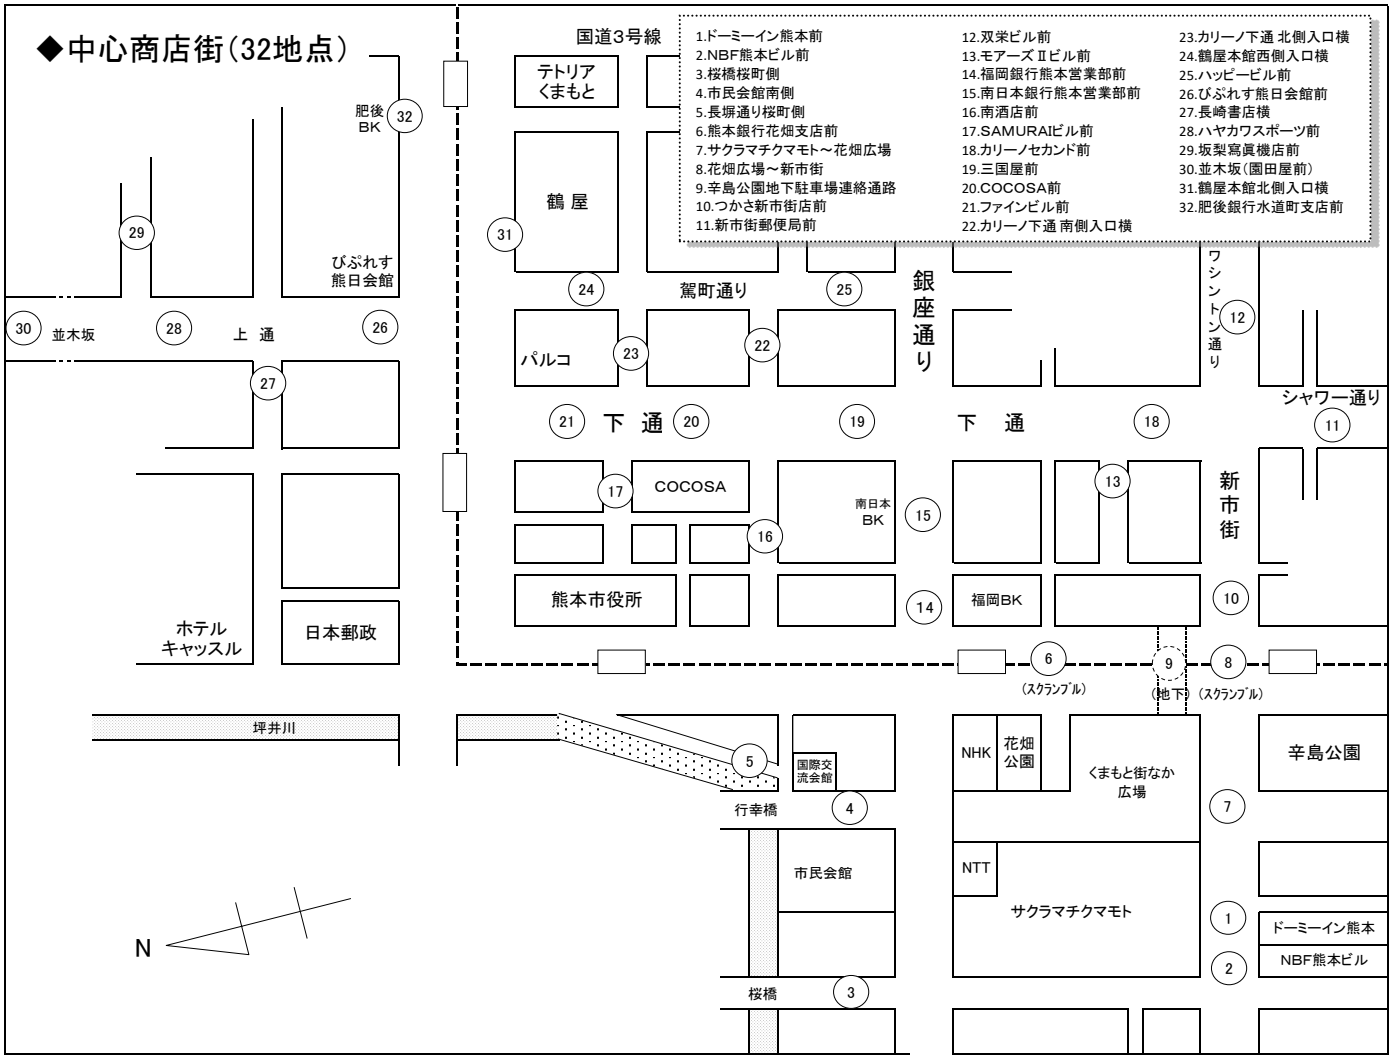 ◆中心商店街(32地点)
国道3号線
1.ドーミーイン熊本前
2.NBF熊本ビル前
3.桜橋桜町側
4.市民会館南側
5.長塀通り桜町側
6.熊本銀行花畑支店前
7.サクラマチクマモト～花畑広場
8.花畑広場～新市街
9.辛島公園地下駐車場連絡通路
10.つかさ新市街店前
11.新市街郵便局前
12.双栄ビル前
13.モアーズⅡビル前
14.福岡銀行熊本営業部前
15.南日本銀行熊本営業部前
16.南酒店前
17.SAMURAIビル前
18.カリーノセカンド前
19.三国屋前
20.COCOSA前
21.ファインビル前
22.カリーノ下通 南側入口横
23.カリーノ下通 北側入口横
24.鶴屋本館西側入口横
25.ハッピービル前
26.びぷれす熊日会館前
27.長崎書店横
28.ハヤカワスポーツ前
29.坂梨寫眞機店前
30.並木坂(園田屋前)
31.鶴屋本館北側入口横
32.肥後銀行水道町支店前
テトリア
くまもと
肥後
BK
32
鶴屋
29
31
びぷれす
熊日会館
24
駕町通り
25
銀座通り
ワシントン通り
12
30
並木坂
28
上 通
26
パルコ
23
22
27
シャワー通り
21
下 通
20
19
下 通
18
11
17
COCOSA
13
新市街
南日本
BK
15
16
熊本市役所
14
福岡BK
10
ホテル
キャッスル
日本郵政
6
(スクランブル)
9
(地下)
8
(スクランブル)
坪井川
5
国際交
流会館
NHK
花畑
公園
くまもと街なか
広場
辛島公園
行幸橋
4
7
市民会館
NTT
サクラマチクマモト
1
ドーミーイン熊本
N
2
NBF熊本ビル
桜橋
3